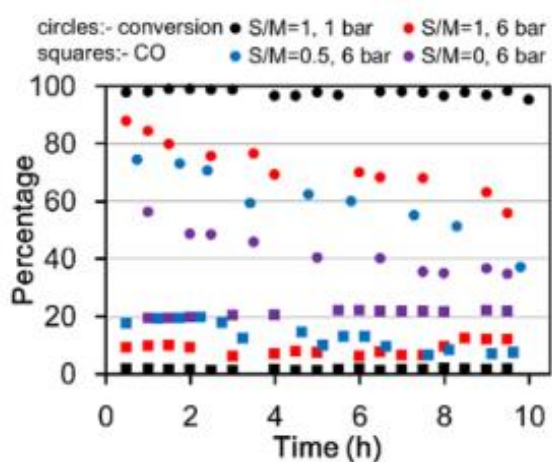 circles:- conversion ● S/M=1, 1 bar ● S/M=1, 6 bar
squares:- CO ● S/M=0.5, 6 bar ● S/M=0, 6 bar
100
80
60
40
20
0
Percentage
0 2 4 6 8 10
Time (h)